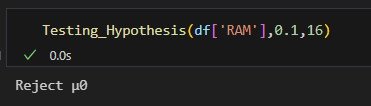 Testing_Hypothesis(df['RAM'],0.1,16)
0.0s
Reject μ0